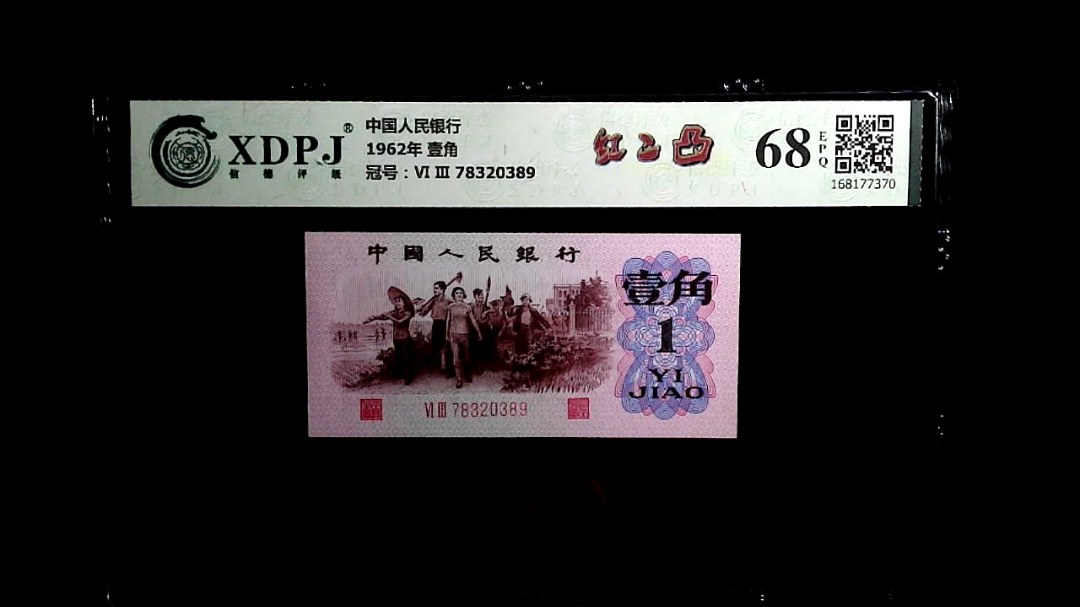 XDPJ®
信德评级
中国人民银行
1962年 壹角
冠号：Ⅵ Ⅲ 78320389
红二凸
68
EPQ
168177370
中國人民銀行
壹角
1
YI
JIAO
Ⅵ Ⅲ 78320389